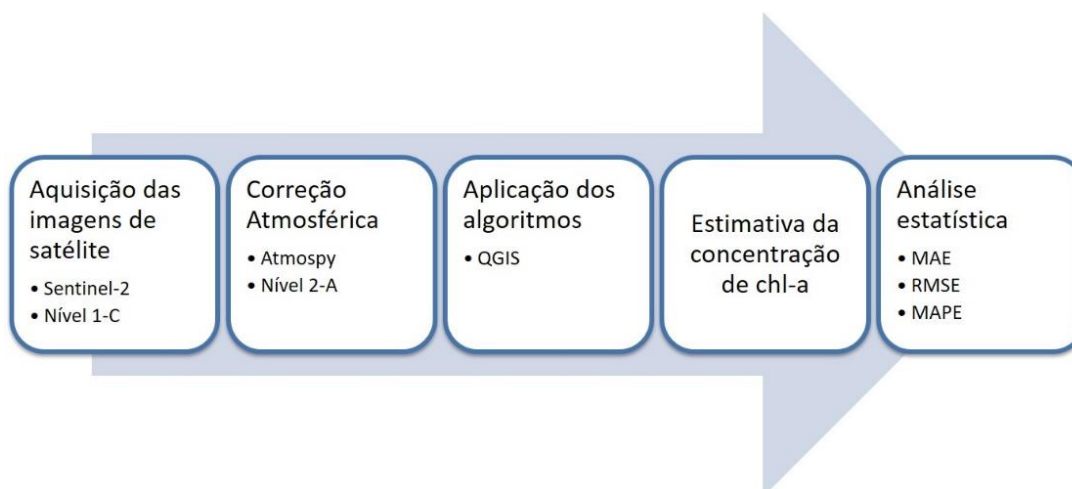 Aquisição das
imagens de
satélite
• Sentinel-2
• Nível 1-C
Correção
Atmosférica
• Atmospy
• Nível 2-A
Aplicação dos
algoritmos
• QGIS
Estimativa da
concentração
de chl-a
Análise
estatística
• MAE
• RMSE
• MAPE